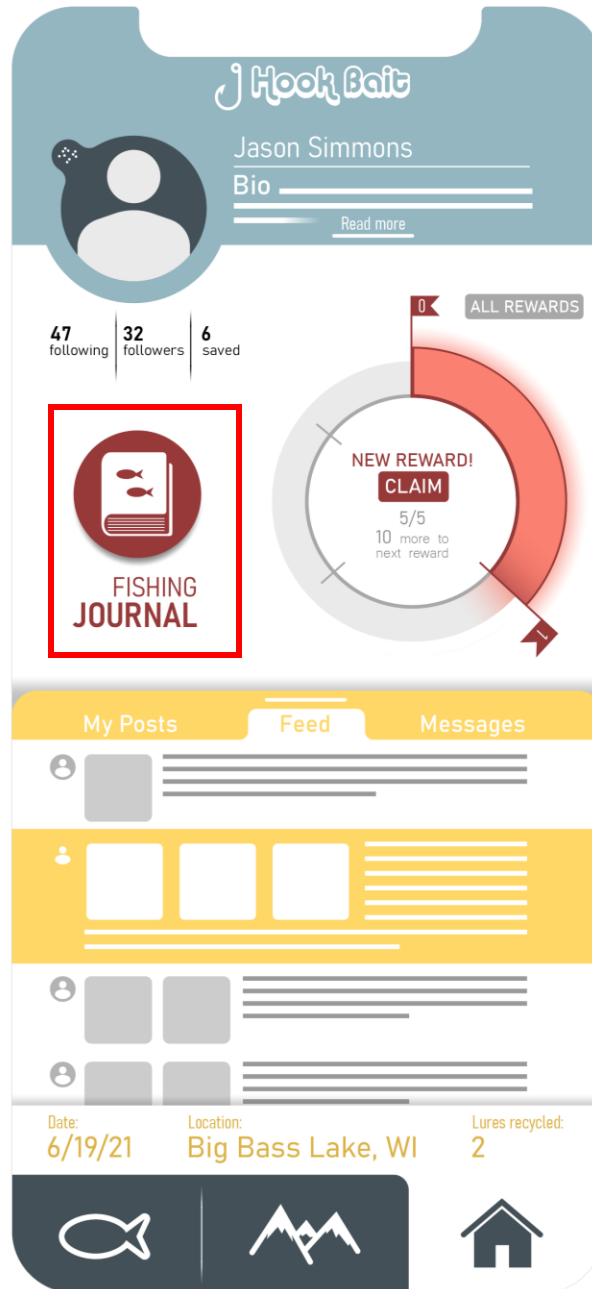 J Hook Bait
Jason Simmons
Bio
Read more
47 following
32 followers
6 saved
0
ALL REWARDS
NEW REWARD!
CLAIM
5/5
10 more to
next reward
1
FISHING
JOURNAL
My Posts
Feed
Messages
Date:
6/19/21
Location:
Big Bass Lake, WI
Lures recycled:
2